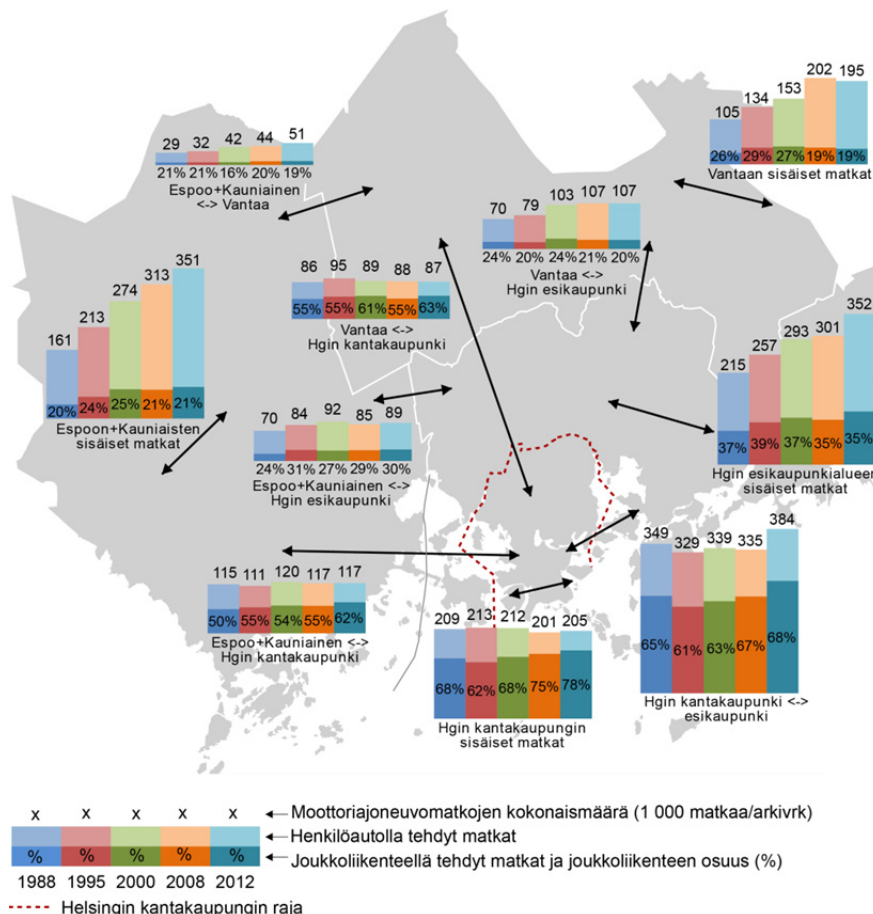 29 32 42 44 51
21% 21% 16% 20% 19%
Espoo+Kauniainen
<-> Vantaa
105 134 153 202 195
26% 29% 27% 19% 19%
Vantaan sisäiset matkat
70 79 103 107 107
24% 20% 24% 21% 20%
Vantaa <->
Hgin esikaupunki
86 95 89 88 87
55% 55% 61% 55% 63%
Vantaa <->
Hgin kantakaupunki
161 213 274 313 351
20% 24% 25% 21% 21%
Espoon+Kauniaisten
sisäiset matkat
215 257 293 301 352
37% 39% 37% 35% 35%
Hgin esikaupunkialueen
sisäiset matkat
70 84 92 85 89
24% 31% 27% 29% 30%
Espoo+Kauniainen <->
Hgin esikaupunki
115 111 120 117 117
50% 55% 54% 55% 62%
Espoo+Kauniainen <->
Hgin kantakaupunki
209 213 212 201 205
68% 62% 68% 75% 78%
Hgin kantakaupungin
sisäiset matkat
349 329 339 335 384
65% 61% 63% 67% 68%
Hgin kantakaupunki <->
esikaupunki
x x x x x Moottoriajoneuvomatkojen kokonaismäärä (1 000 matkaa/arkivrk)
Henkilöautolla tehdyt matkat
% % % % % Joukkoliikenteellä tehdyt matkat ja joukkoliikenteen osuus (%)
1988 1995 2000 2008 2012
Helsingin kantakaupungin raja